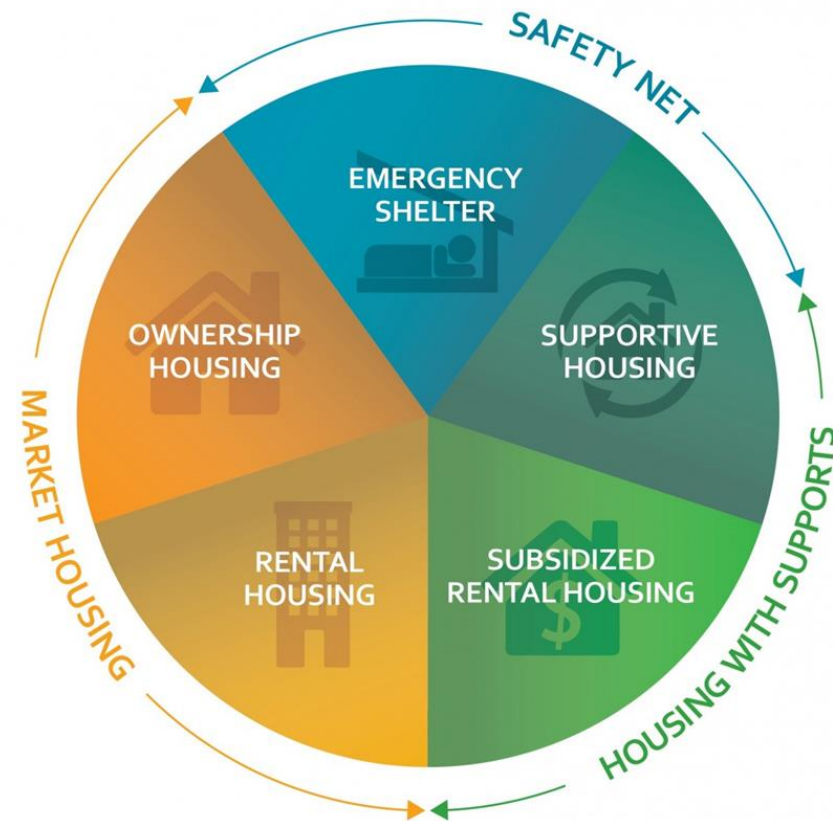 SAFETY NET
EMERGENCY
SHELTER
SUPPORTIVE
HOUSING
SUBSIDIZED
RENTAL HOUSING
HOUSING WITH SUPPORTS
RENTAL
HOUSING
OWNERSHIP
HOUSING
MARKET HOUSING
$